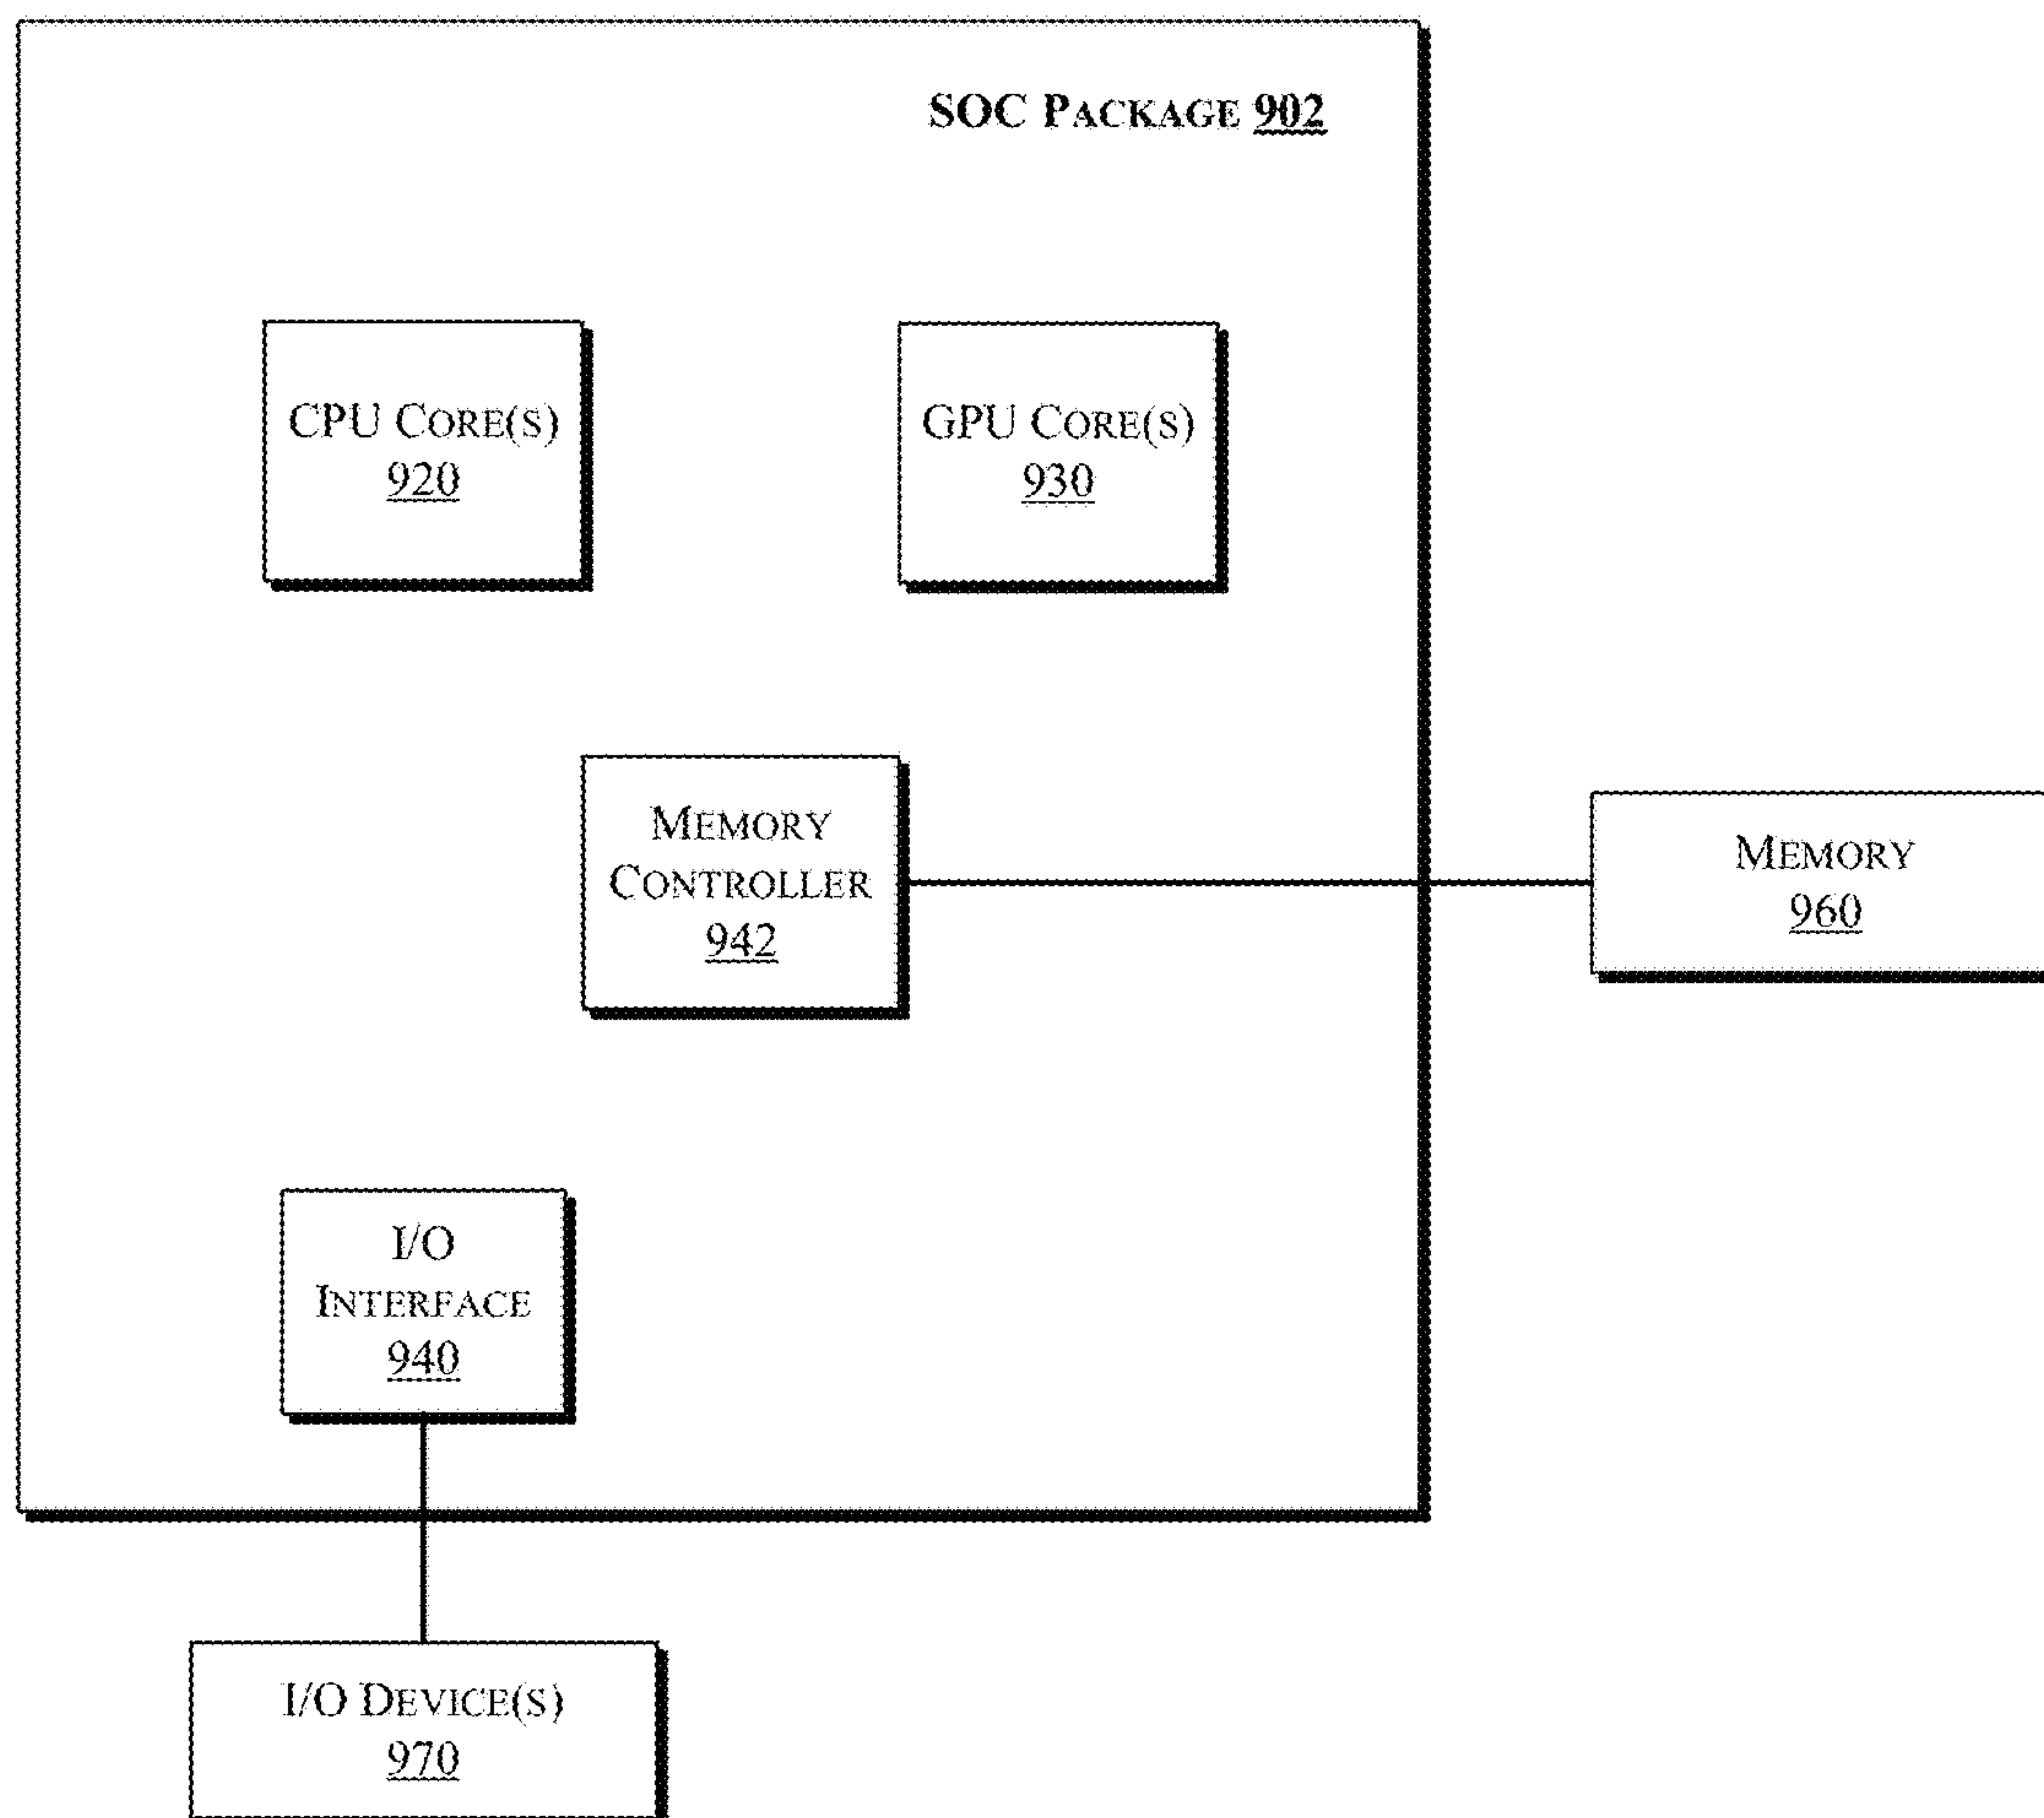 SOC PACKAGE 902
CPU CORE(S)
920
GPU CORE(S)
930
MEMORY
CONTROLLER
942
MEMORY
960
I/O
INTERFACE
940
I/O DEVICE(S)
970